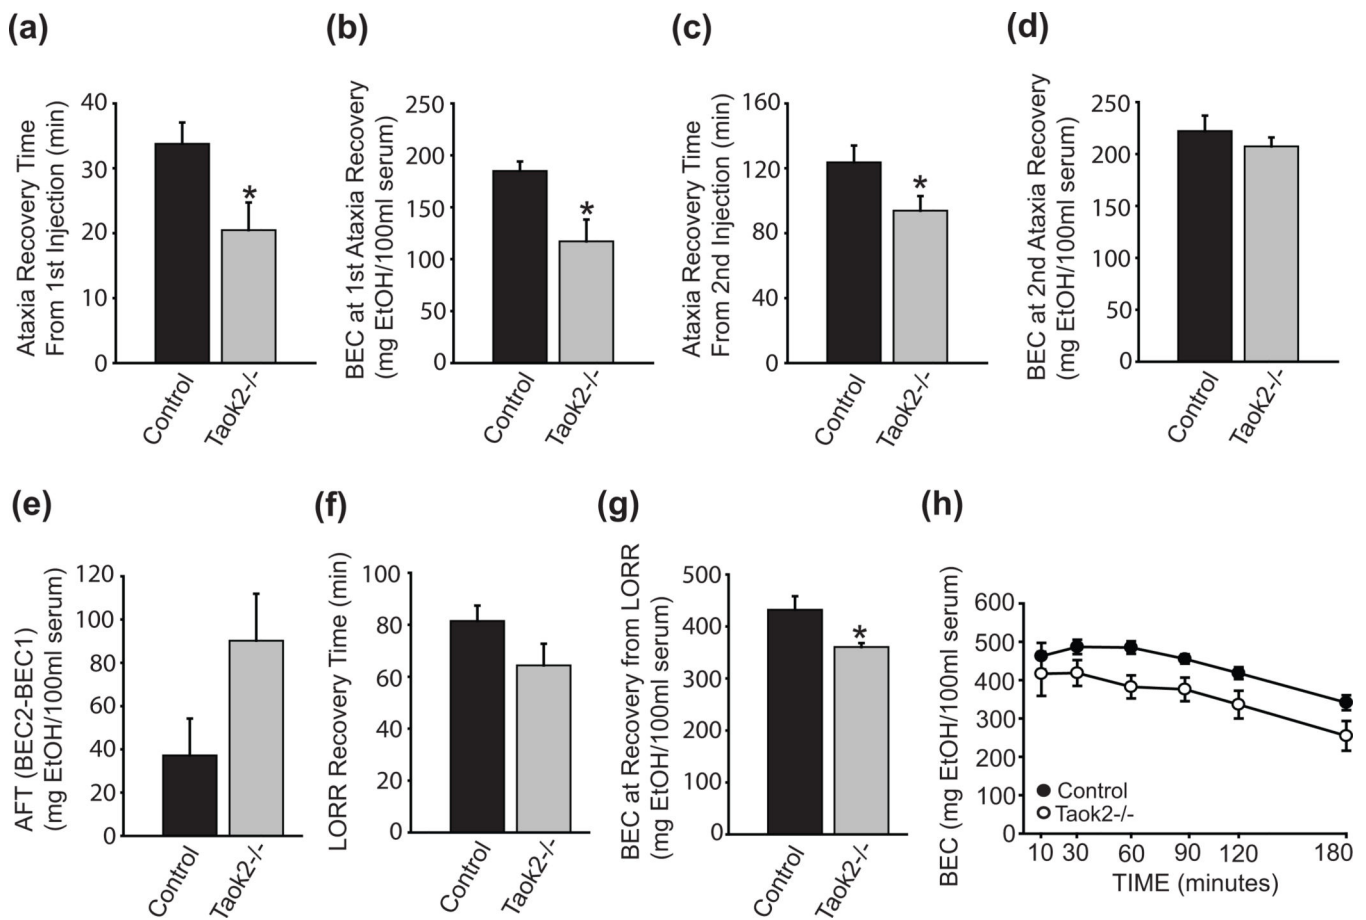 (a)
Ataxia Recovery Time
From 1st Injection (min)
40
30
20
10
0
*
Control
Taok2-/-
(b)
BEC at 1st Ataxia Recovery
(mg EtOH/100ml serum)
250
200
150
100
50
0
*
Control
Taok2-/-
(c)
Ataxia Recovery Time
From 2nd Injection (min)
160
120
80
40
0
*
Control
Taok2-/-
(d)
BEC at 2nd Ataxia Recovery
(mg EtOH/100ml serum)
250
200
150
100
50
0
Control
Taok2-/-
(e)
AFT (BEC2-BEC1)
(mg EtOH/100ml serum)
120
100
80
60
40
20
0
Control
Taok2-/-
(f)
LORR Recovery Time (min)
100
80
60
80
20
0
Control
Taok2-/-
(g)
BEC at Recovery from LORR
(mg EtOH/100ml serum)
500
400
300
200
100
0
*
Control
Taok2-/-
(h)
BEC (mg EtOH/100ml serum)
600
500
400
300
400
300
0
Control
Taok2-/-
10 30 60 90 120 180
TIME (minutes)